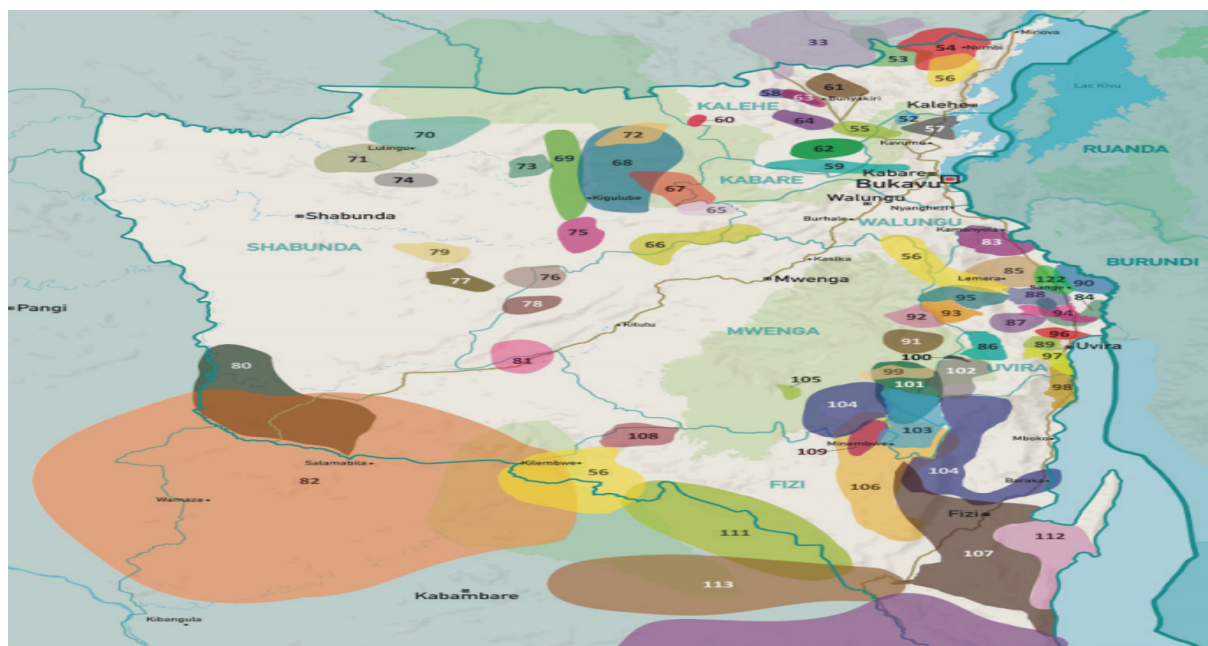 33
54
Numbi
Minova
53
56
58
63
61
Bunyakiri
Lac Kivu
KALEHE
Kalehe
60
64
55
52
57
70
72
Lulingu
71
69
68
62
Kavumu
RUANDA
73
59
74
67
KABARE
Kabare
Bukavu
Kigulube
65
Walungu
Nyanghezi
Shabunda
Burhale
WALUNGU
75
Kamanyola
83
SHABUNDA
66
79
56
Kasika
85
BURUNDI
77
76
Mwenga
Lemera
122
Sange
90
95
88
84
Pangi
78
92
93
94
87
Kitutu
MWENGA
91
96
86
89
Uvira
81
100
97
80
99
102
UVIRA
105
101
98
104
108
103
Minembwe
Mboko
109
Salamabila
Kilembwe
56
104
82
FIZI
106
Baraka
Wamaza
Fizi
111
112
107
113
Kabambare
Kibangula